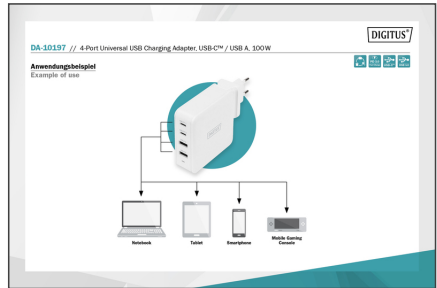 DIGITUS®
DA-10197 // 4-Port Universal USB Charging Adapter, USB-C™ / USB A, 100W
Anwendungsbeispiel
Example of use
Notebook
Tablet
Smartphone
Mobile Gaming
Console